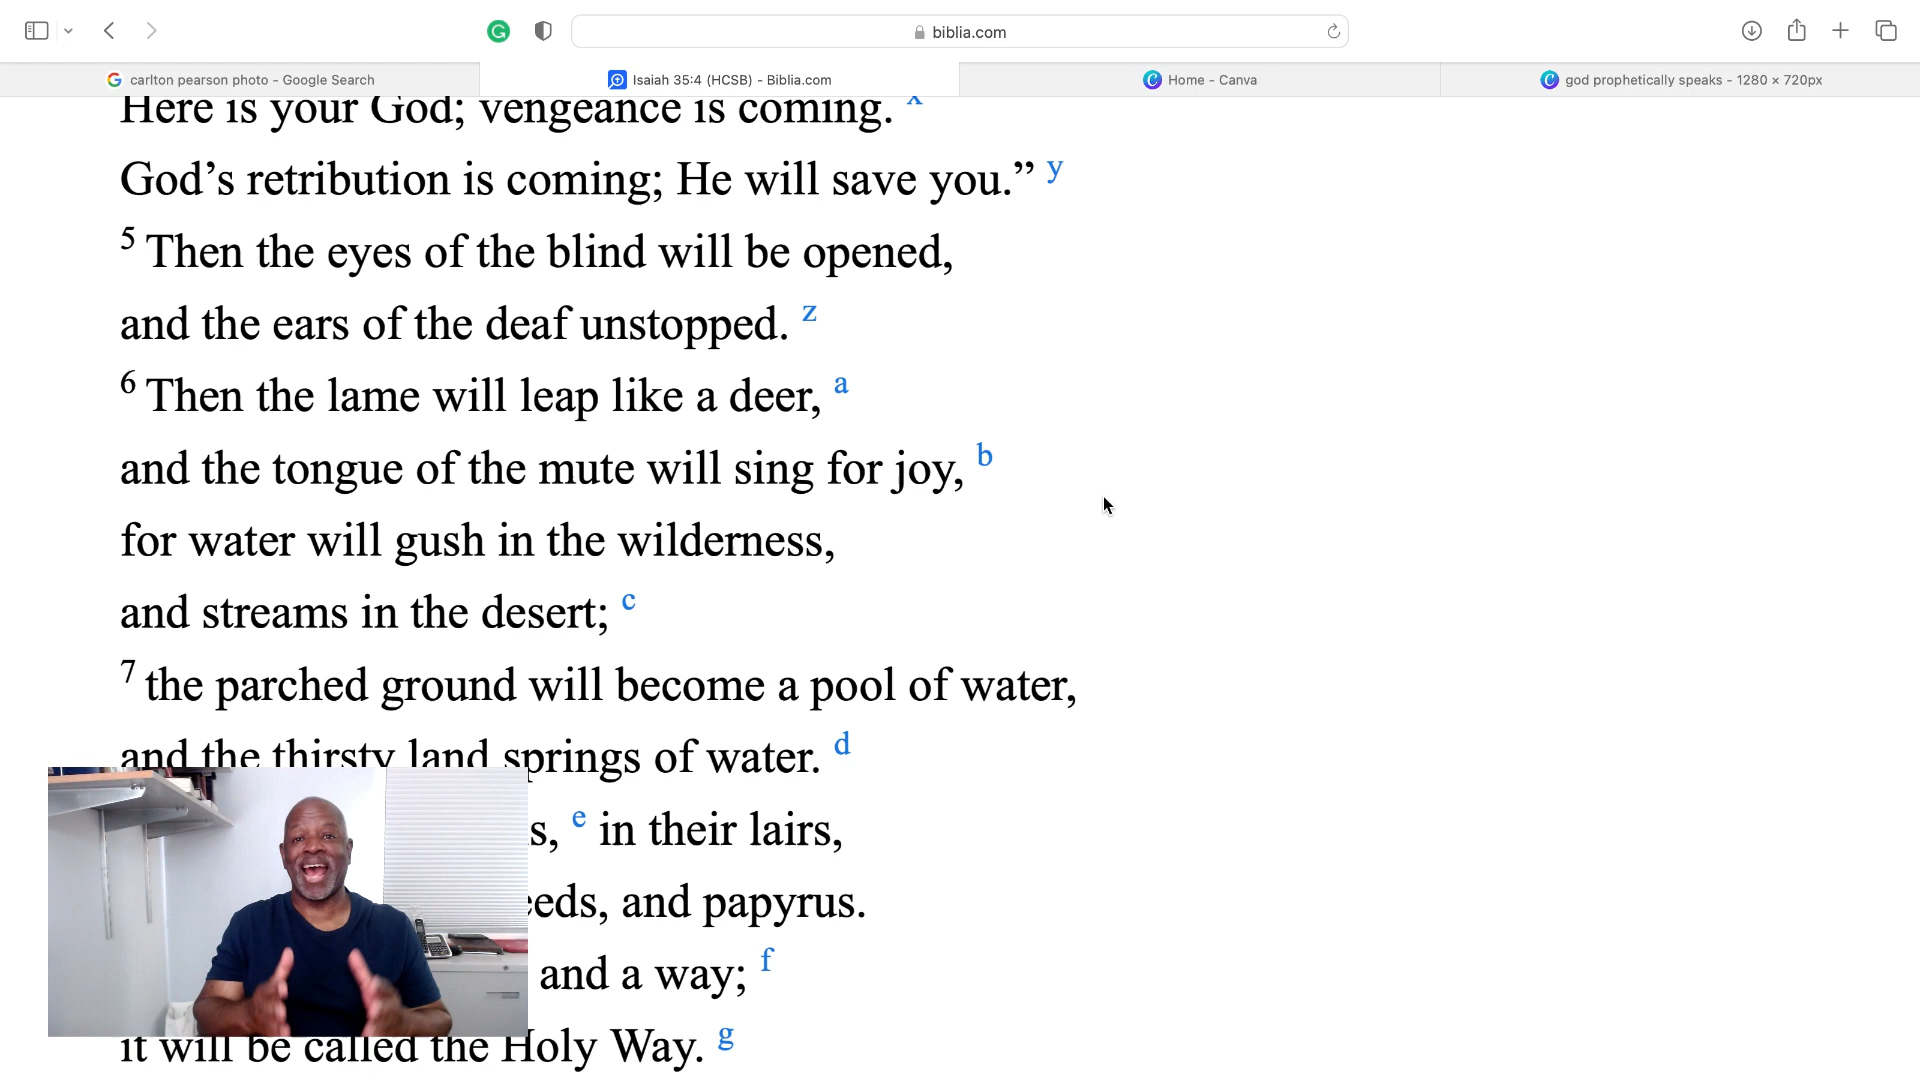 biblia.com
carlton pearson photo - Google Search
Isaiah 35:4 (HCSB) - Biblia.com
Home - Canva
god prophetically speaks - 1280 × 720px
Here is your God; vengeance is coming. x
God’s retribution is coming; He will save you.” y
5 Then the eyes of the blind will be opened,
and the ears of the deaf unstopped. z
6 Then the lame will leap like a deer, a
and the tongue of the mute will sing for joy, b
for water will gush in the wilderness,
and streams in the desert; c
7 the parched ground will become a pool of water,
and the thirsty land springs of water. d
e in their lairs,
and papyrus.
and a way; f
it will be called the Holy Way. g